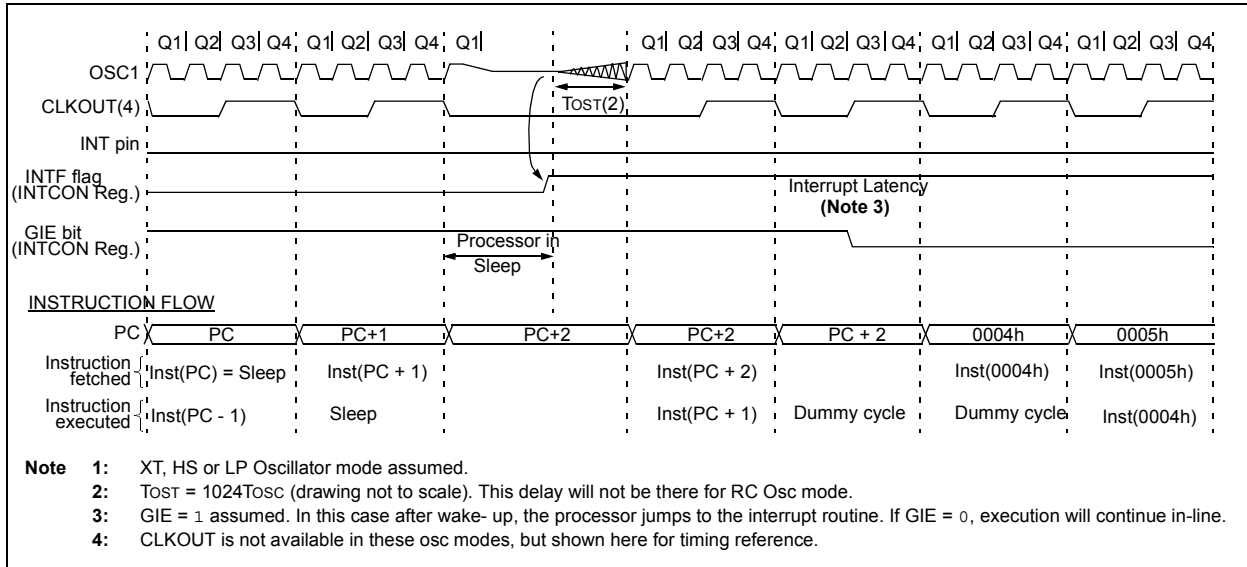 Q1 Q2 Q3 Q4 Q1 Q2 Q3 Q4 Q1 Q1 Q2 Q3 Q4 Q1 Q2 Q3 Q4 Q1 Q2 Q3 Q4 Q1 Q2 Q3 Q4
OSC1
TOST(2)
CLKOUT(4)
INT pin
INTF flag
(INTCON Reg.)
Interrupt Latency
(Note 3)
GIE bit
(INTCON Reg.)
Processor in
Sleep
INSTRUCTION FLOW
PC PC PC+1 PC+2 PC+2 PC + 2 0004h 0005h
Instruction
fetched
Inst(PC) = Sleep Inst(PC + 1) Inst(PC + 2) Inst(0004h) Inst(0005h)
Instruction
executed
Inst(PC - 1) Sleep Inst(PC + 1) Dummy cycle Dummy cycle Inst(0004h)
Note 1: XT, HS or LP Oscillator mode assumed.
2: TOST = 1024TOSC (drawing not to scale). This delay will not be there for RC Osc mode.
3: GIE = 1 assumed. In this case after wake- up, the processor jumps to the interrupt routine. If GIE = 0, execution will continue in-line.
4: CLKOUT is not available in these osc modes, but shown here for timing reference.